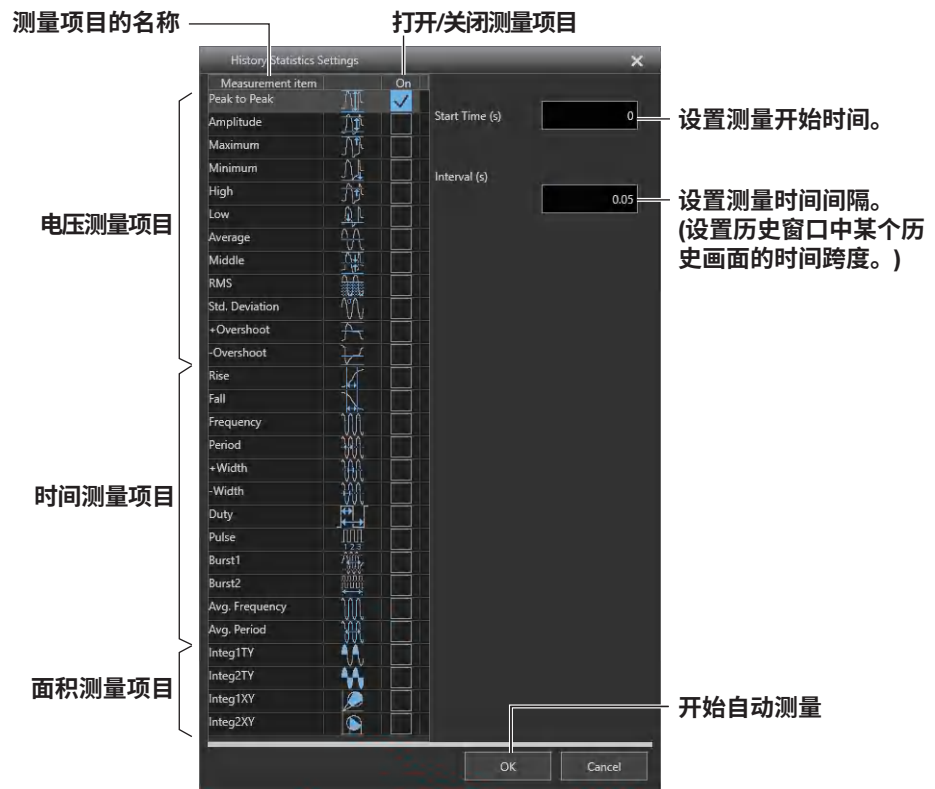 测量项目的名称
打开/关闭测量项目
History Statistics Settings
Measurement item On
Peak to Peak
Amplitude
Maximum
Minimum
High
Low
Average
Middle
RMS
Std. Deviation
+Overshoot
-Overshoot
Rise
Fall
Frequency
Period
+Width
-Width
Duty
Pulse
1 2 3
Burst1
Burst2
Avg. Frequency
Avg. Period
Integ1TY
Integ2TY
Integ1XY
Integ2XY
电压测量项目
时间测量项目
面积测量项目
Start Time (s) 0
设置测量开始时间。
Interval (s)
0.05
设置测量时间间隔。
(设置历史窗口中某个历
史画面的时间跨度。)
开始自动测量
OK Cancel